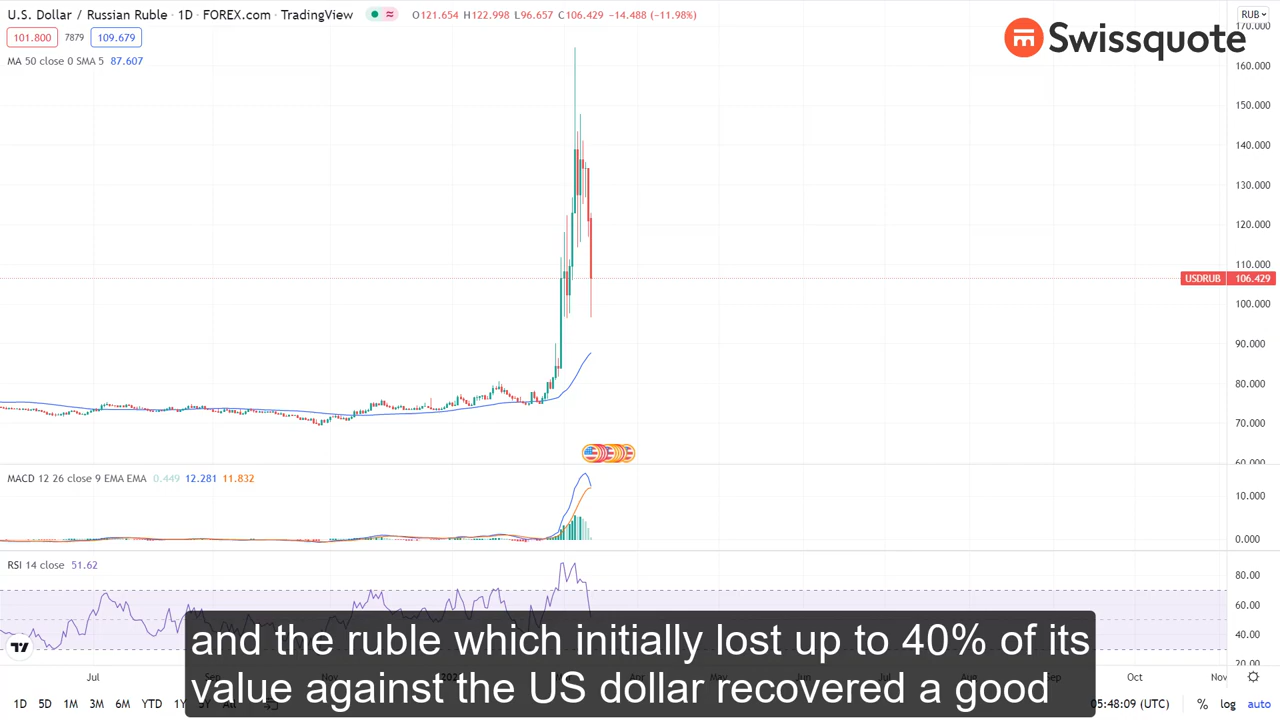 U.S. Dollar / Russian Ruble · 1D · FOREX.com · TradingView
O121.654 H122.998 L96.657 C106.429 −14.488 (−11.98%)
RUB
Swissquote
101.800 7879 109.679
MA 50 close 0 SMA 5 87.607
170.000
160.000
150.000
140.000
130.000
120.000
110.000
USDRUB 106.429
100.000
90.000
80.000
70.000
60.000
MACD 12 26 close 9 EMA EMA 0.449 12.281 11.832
10.000
0.000
RSI 14 close 51.62
80.00
60.00
40.00
20.00
and the ruble which initially lost up to 40% of its
value against the US dollar recovered a good
Jul Sep Nov Apr May Sep Oct Nov
1D 5D 1M 3M 6M YTD 1Y All
05:48:09 (UTC) % log auto